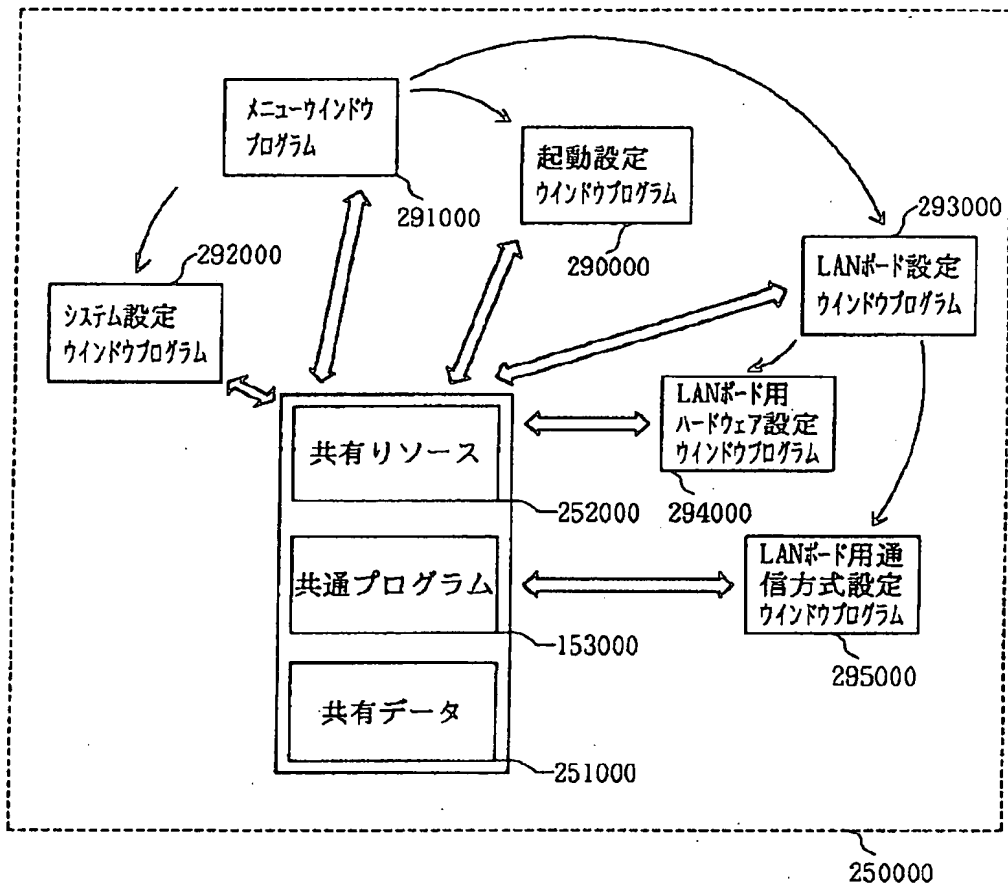 メニューウインドウ
プログラム
291000
起動設定
ウインドウプログラム
290000
293000
LANボード設定
ウインドウプログラム
292000
システム設定
ウインドウプログラム
LANボード用
ハードウェア設定
ウインドウプログラム
294000
共有リソース
252000
共通プログラム
153000
LANボード用通
信方式設定
ウインドウプログラム
295000
共有データ
251000
250000